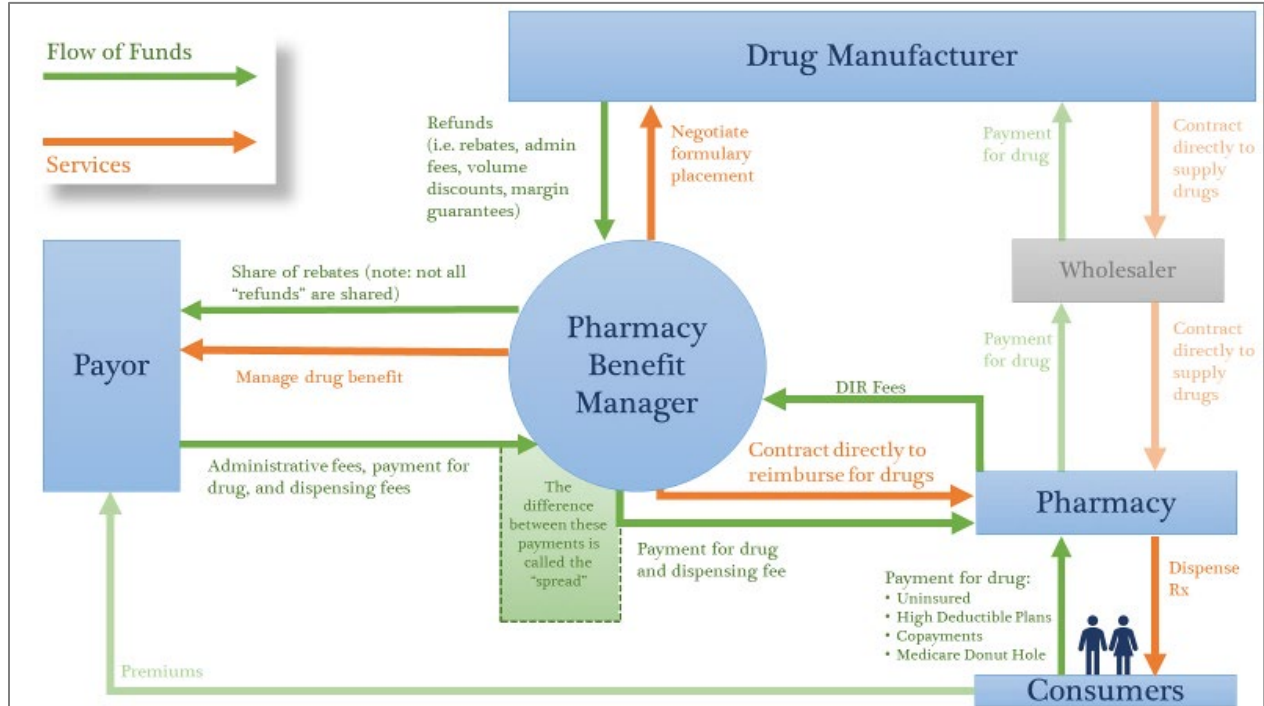 Flow of Funds
Services
Drug Manufacturer
Refunds
(i.e. rebates, admin
fees, volume
discounts, margin
guarantees)
Negotiate
formulary
placement
Payment
for drug
Contract
directly to
supply
drugs
Wholesaler
Share of rebates (note: not all
“refunds” are shared)
Payor
Manage drug benefit
Pharmacy
Benefit
Manager
Payment
for drug
Contract
directly to
supply
drugs
DIR Fees
Administrative fees, payment for
drug, and dispensing fees
Contract directly to
reimburse for drugs
Pharmacy
The
difference
between these
payments is
called the
“spread”
Payment for drug
and dispensing fee
Payment for drug:
• Uninsured
• High Deductible Plans
• Copayments
• Medicare Donut Hole
Dispense
Rx
Premiums
Consumers